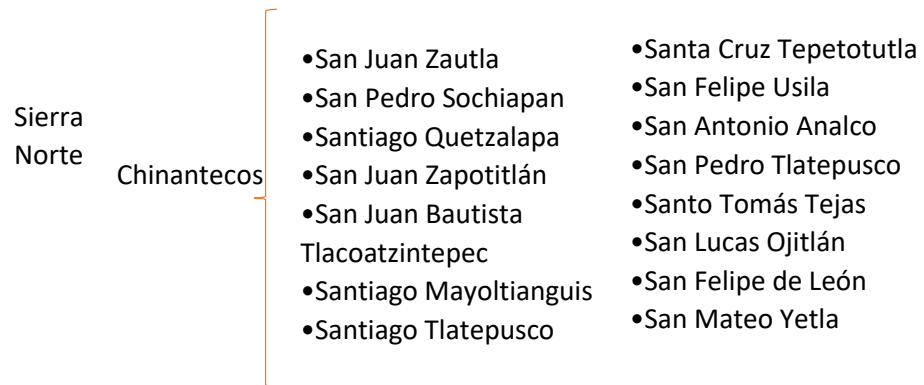 Sierra
Norte
Chinantecos
•San Juan Zautla
•San Pedro Sochiapan
•Santiago Quetzalapa
•San Juan Zapotitlán
•San Juan Bautista
Tlacoatzintepec
•Santiago Mayoltianguis
•Santiago Tlatepusco
•Santa Cruz Tepetotutla
•San Felipe Usila
•San Antonio Analco
•San Pedro Tlatepusco
•Santo Tomás Tejas
•San Lucas Ojitlán
•San Felipe de León
•San Mateo Yetla